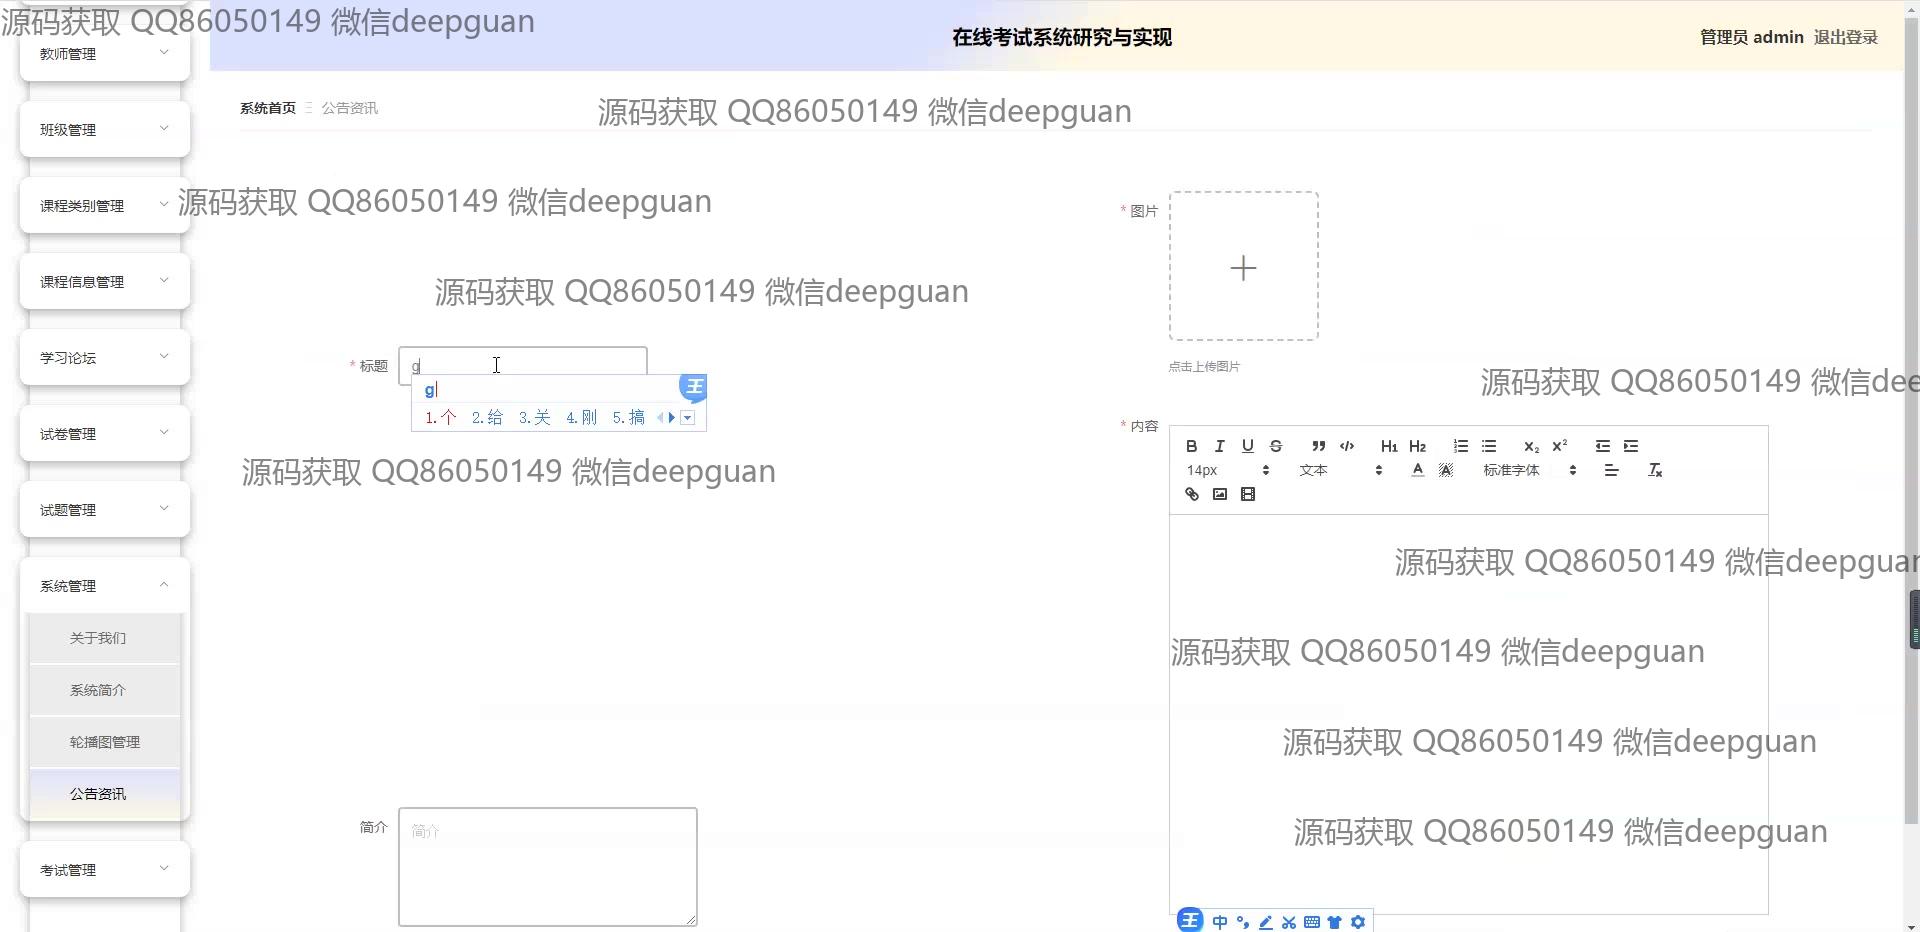 源码获取 QQ86050149 微信deepguan
在线考试系统研究与实现
管理员 admin 退出登录
教师管理
系统首页 公告资讯
源码获取 QQ86050149 微信deepguan
班级管理
课程类别管理
源码获取 QQ86050149 微信deepguan
* 图片
课程信息管理
源码获取 QQ86050149 微信deepguan
学习论坛
* 标题
g
点击上传图片
源码获取 QQ86050149 微信dee
g
王
1.个 2.给 3.关 4.刚 5.搞
试卷管理
* 内容
B I U S H1 H2 X2 X2
14px 文本 A A 标准字体 Tx
源码获取 QQ86050149 微信deepguan
试题管理
源码获取 QQ86050149 微信deepguan
系统管理
关于我们
源码获取 QQ86050149 微信deepguan
系统简介
轮播图管理
源码获取 QQ86050149 微信deepguan
公告资讯
简介
简介
源码获取 QQ86050149 微信deepguan
考试管理
王 中